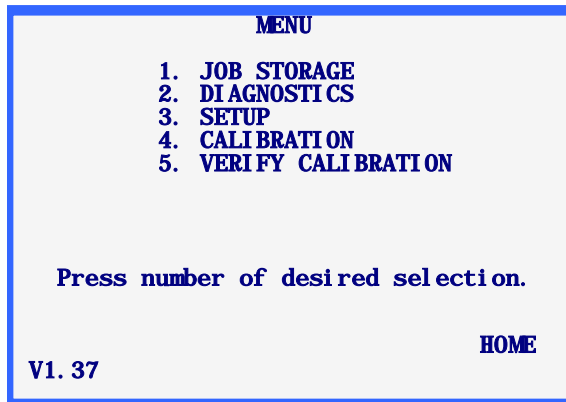 MENU
1. JOB STORAGE
2. DIAGNOSTICS
3. SETUP
4. CALIBRATION
5. VERIFY CALIBRATION
Press number of desired selection.
HOME
V1.37